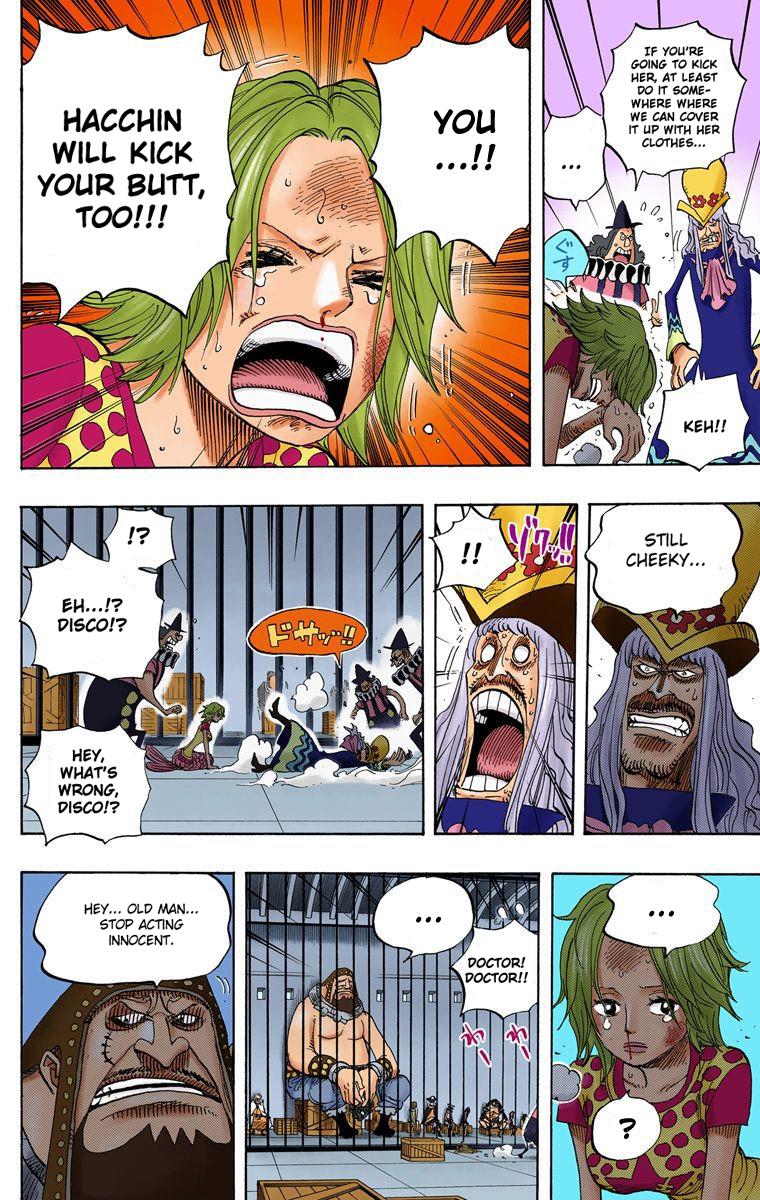 IF YOU'RE
GOING TO KICK
HER, AT LEAST
DO IT SOME-
WHERE WHERE
WE CAN COVER
IT UP WITH HER
CLOTHES...
...
ぐす
KEH!!
YOU
...!!
HACCHIN
WILL KICK
YOUR BUTT,
TOO!!!
STILL
CHEEKY...
ゾクッ!!
!!
!?
EH...!?
DISCO!?
ドサッ!!
HEY,
WHAT'S
WRONG,
DISCO!?
...
?
...
DOCTOR!
DOCTOR!!
わー
わー
HEY... OLD MAN...
STOP ACTING
INNOCENT.